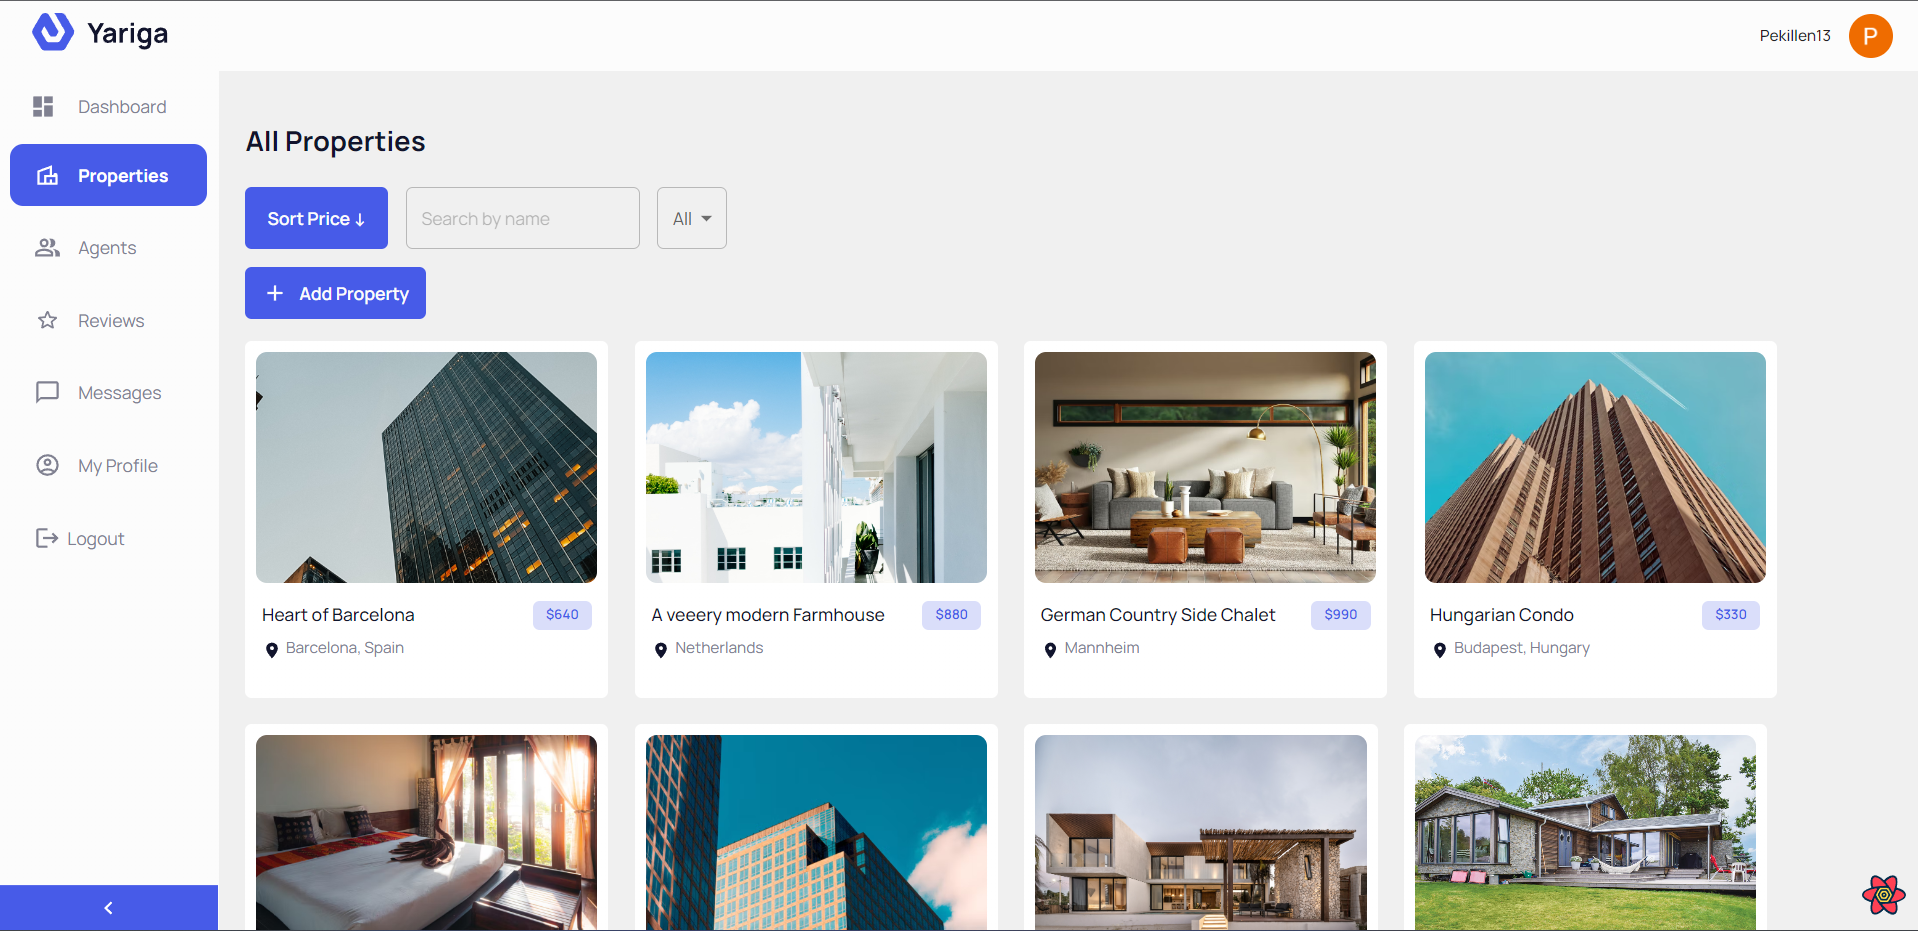 Yariga
Pekillen13
P
Dashboard
Properties
Agents
Reviews
Messages
My Profile
Logout
All Properties
Sort Price ↓
Search by name
All
+ Add Property
Heart of Barcelona
$640
Barcelona, Spain
A veeery modern Farmhouse
$880
Netherlands
German Country Side Chalet
$990
Mannheim
Hungarian Condo
$330
Budapest, Hungary